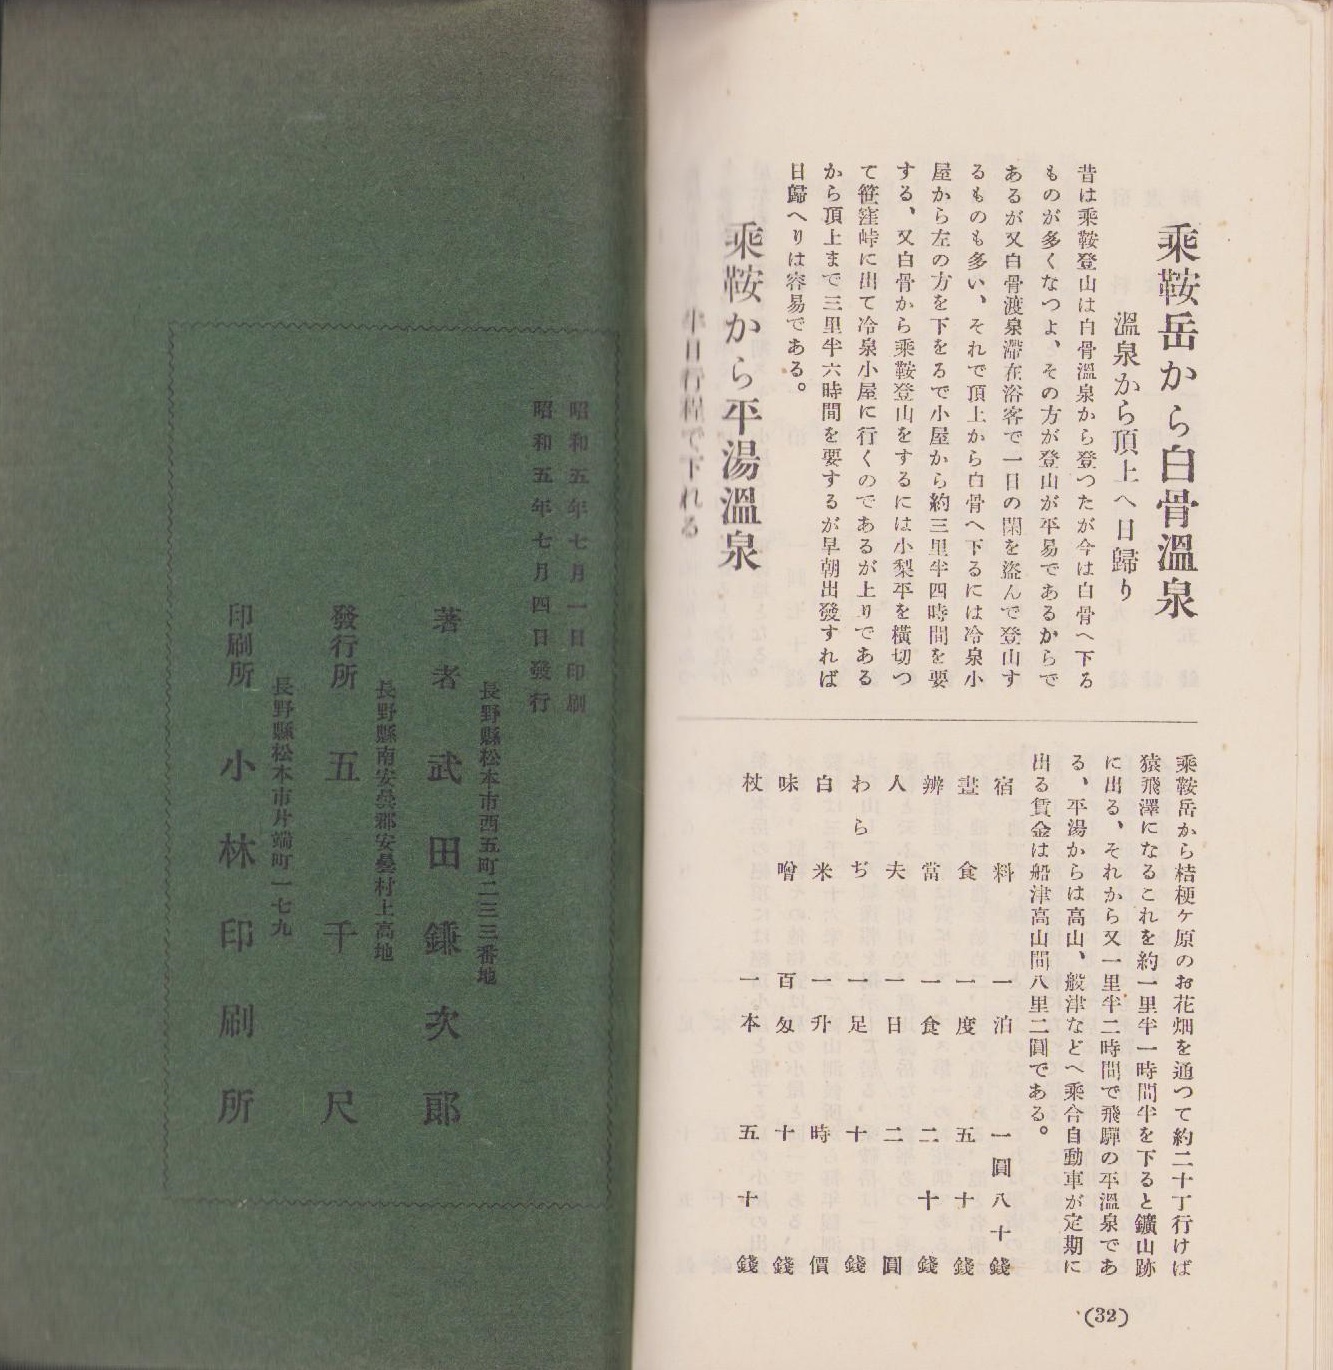 乘鞍岳から白骨溫泉
溫泉から頂上へ日歸り
昔は乘鞍登山は白骨溫泉から登つたが今は白骨へ下る
ものが多くなつよ、その方が登山が平易であるからで
あるが又白骨渡泉滯在浴客で一日の閑を盜んで登山す
るものも多い、それで頂上から白骨へ下るには冷泉小
屋から左の方を下をろで小屋から約三里半四時間を要
する、又白骨から乘鞍登山をするには小梨平を橫切つ
て笹窪峠に出て冷泉小屋に行くのであるが上りである
から頂上まで三里半六時間を要するが早朝出發すれば
日歸へりは容易である。
乘鞍から平湯溫泉
半日行程で下れる
乘鞍岳から桔梗ヶ原のお花畑を通つて約二十丁行けば
猿飛澤になるこれを約一里半一時間半を下ると鑛山跡
に出る、それから又一里半二時間で飛驒の平溫泉であ
る、平湯からは高山、船津などへ乘合自動車が定期に
出る賃金は船津高山間八里二圓である。
宿料 一泊 一圓八十錢
晝食 一度 五十錢
辨當 一食 二十錢
人夫 一日 二圓
わらぢ 一足 十錢
白米 一升 時價
味噌 百匁 十錢
杖 一本 五十錢
(32)
昭和五年七月一日印刷
昭和五年七月四日發行
長野縣松本市西五町二三三番地
著者 武田鎌次郞
長野縣南安曇郡安曇村上高地
發行所 五千尺
長野縣松本市片端町一七九
印刷所 小林印刷所